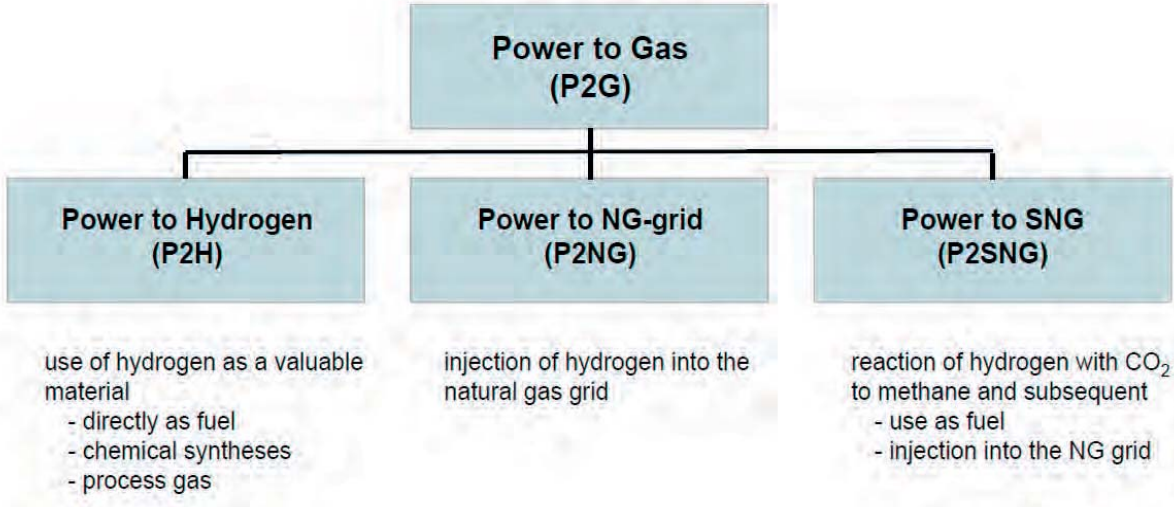 Power to Gas
(P2G)
Power to Hydrogen
(P2H)
Power to NG-grid
(P2NG)
Power to SNG
(P2SNG)
use of hydrogen as a valuable
material
- directly as fuel
- chemical syntheses
- process gas
injection of hydrogen into the
natural gas grid
reaction of hydrogen with CO₂
to methane and subsequent
- use as fuel
- injection into the NG grid